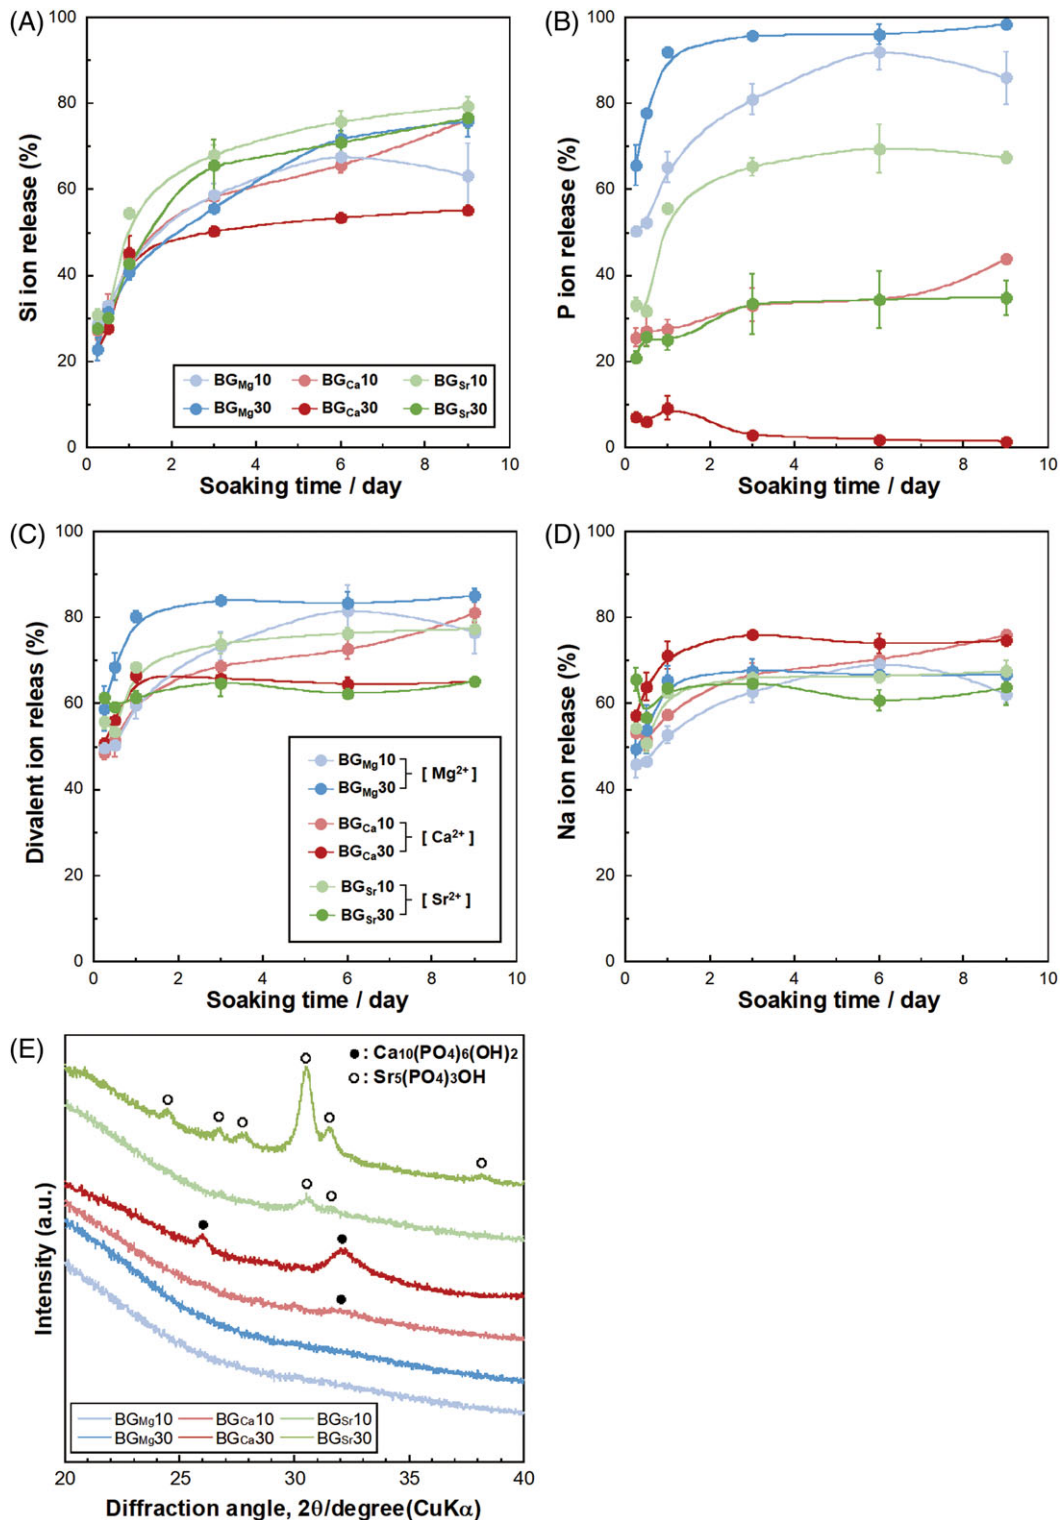 (A)
100
80
60
40
20
0
Si ion release (%)
BGMg10 BGCa10 BGSr10
BGMg30 BGCa30 BGSr30
0 2 4 6 8 10
Soaking time / day
(B)
100
80
60
40
20
0
P ion release (%)
0 2 4 6 8 10
Soaking time / day
(C)
100
80
60
40
20
0
Divalent ion releas (%)
BGMg10
BGMg30
[ Mg2+ ]
BGCa10
BGCa30
[ Ca2+ ]
BGSr10
BGSr30
[ Sr2+ ]
0 2 4 6 8 10
Soaking time / day
(D)
100
80
60
40
20
0
Na ion release (%)
0 2 4 6 8 10
Soaking time / day
(E)
: Ca10(PO4)6(OH)2
: Sr5(PO4)3OH
Intensity (a.u.)
BGMg10 BGCa10 BGSr10
BGMg30 BGCa30 BGSr30
20 25 30 35 40
Diffraction angle, 2θ/degree(CuKα)